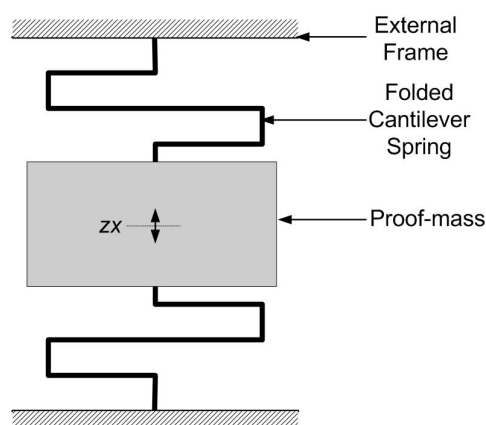 External
Frame
Folded
Cantilever
Spring
zx
Proof-mass